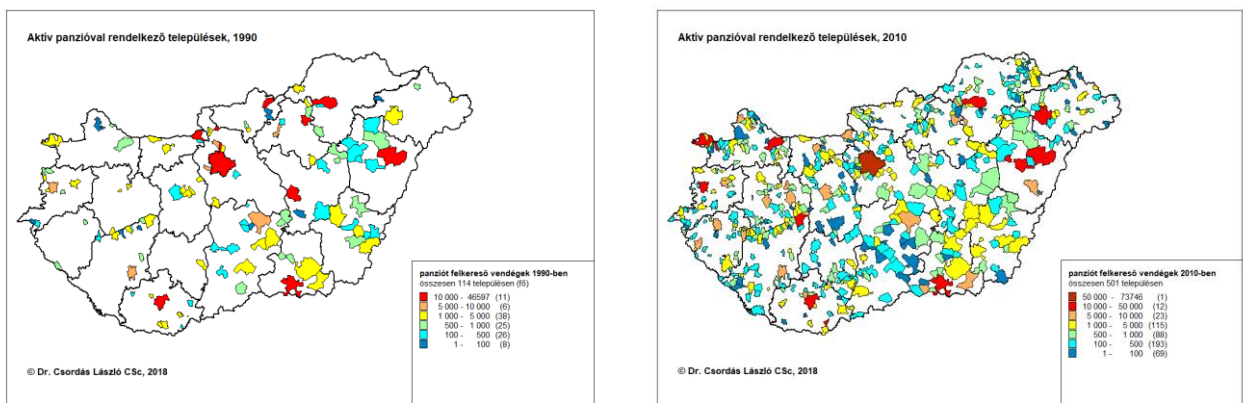 Aktiv panzióval rendelkező települések, 1990
panziót felkereső vendégek 1990-ben
összesen 114 településen (fő)
10 000 - 46597 (11)
5 000 - 10 000 (6)
1 000 - 5 000 (38)
500 - 1 000 (25)
100 - 500 (26)
1 - 100 (8)
© Dr. Csordás László CSc, 2018
Aktiv panzióval rendelkező települések, 2010
panziót felkereső vendégek 2010-ben
összesen 501 településen
50 000 - 73746 (1)
10 000 - 50 000 (12)
5 000 - 10 000 (23)
1 000 - 5 000 (115)
500 - 1 000 (88)
100 - 500 (193)
1 - 100 (69)
© Dr. Csordás László CSc, 2018